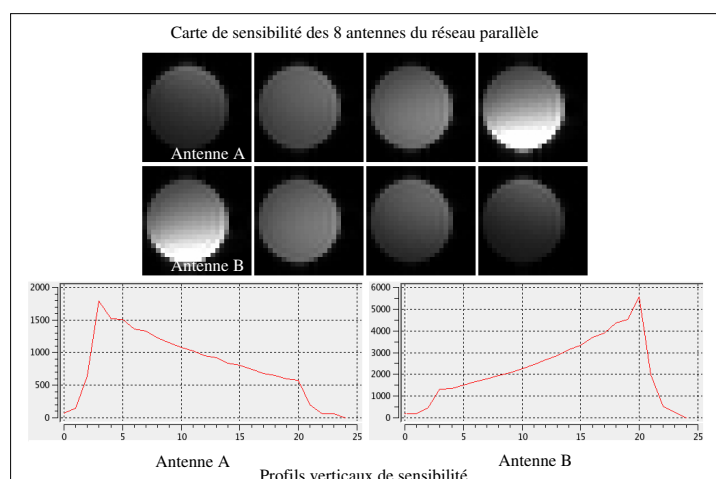 Carte de sensibilité des 8 antennes du réseau parallèle
Antenne A
Antenne B
2000
1500
1000
500
0
0 5 10 15 20 25
6000
5000
4000
3000
2000
1000
0
0 5 10 15 20 25
Antenne A
Antenne B
Profils verticaux de sensibilité